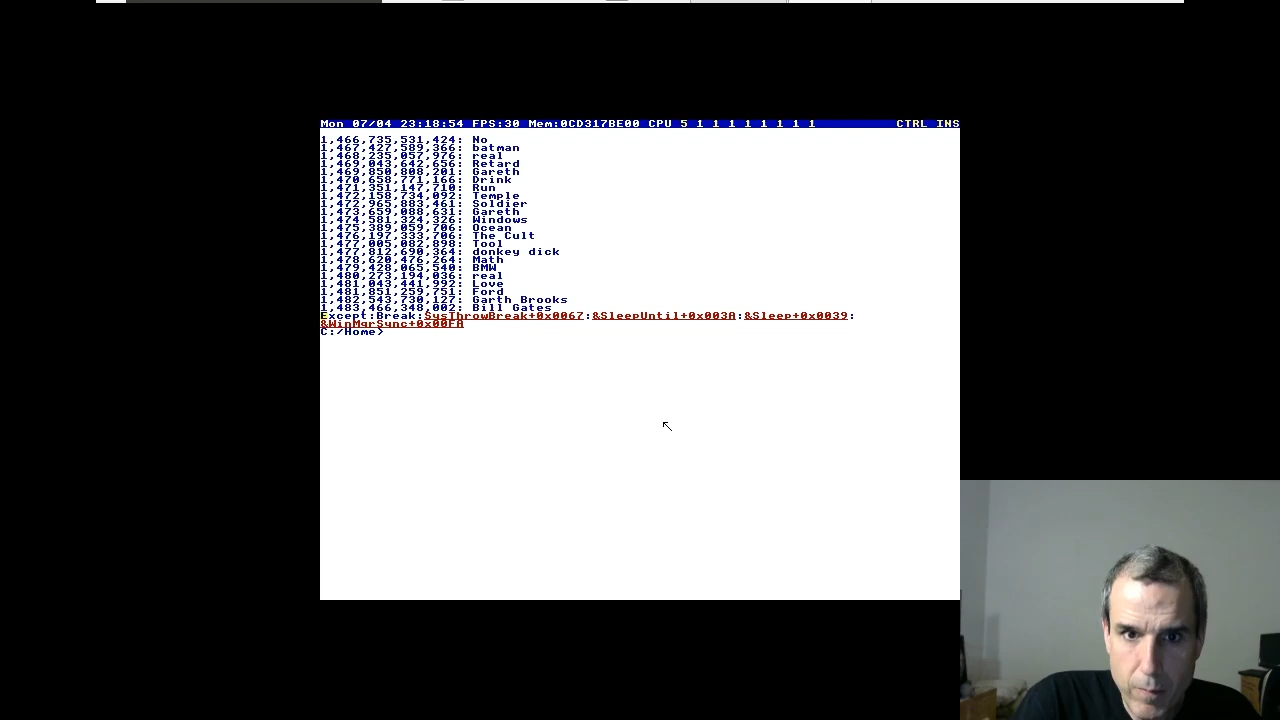 Mon 07/04 23:18:54 FPS:30 Mem:0CD317BE00 CPU 5 1 1 1 1 1 1 1 CTRL INS
1,466,735,531,424: No
1,467,427,589,366: batman
1,468,235,057,976: real
1,469,043,642,656: Retard
1,469,850,808,201: Gareth
1,470,658,771,166: Drink
1,471,351,147,710: Run
1,472,158,734,092: Temple
1,472,965,883,461: Soldier
1,473,659,088,631: Gareth
1,474,581,324,326: Windows
1,475,389,059,706: Ocean
1,476,197,333,706: The Cult
1,477,005,082,898: Tool
1,477,812,690,364: donkey dick
1,478,620,476,264: Math
1,479,428,065,540: BMW
1,480,273,194,036: real
1,481,043,441,992: Love
1,481,851,259,751: Ford
1,482,543,730,127: Garth Brooks
1,483,466,348,002: Bill Gates
Except:Break:SysThrowBreak+0x0067:&SleepUntil+0x003A:&Sleep+0x0039:
&WinMgrSync+0x00FA
C:/Home>